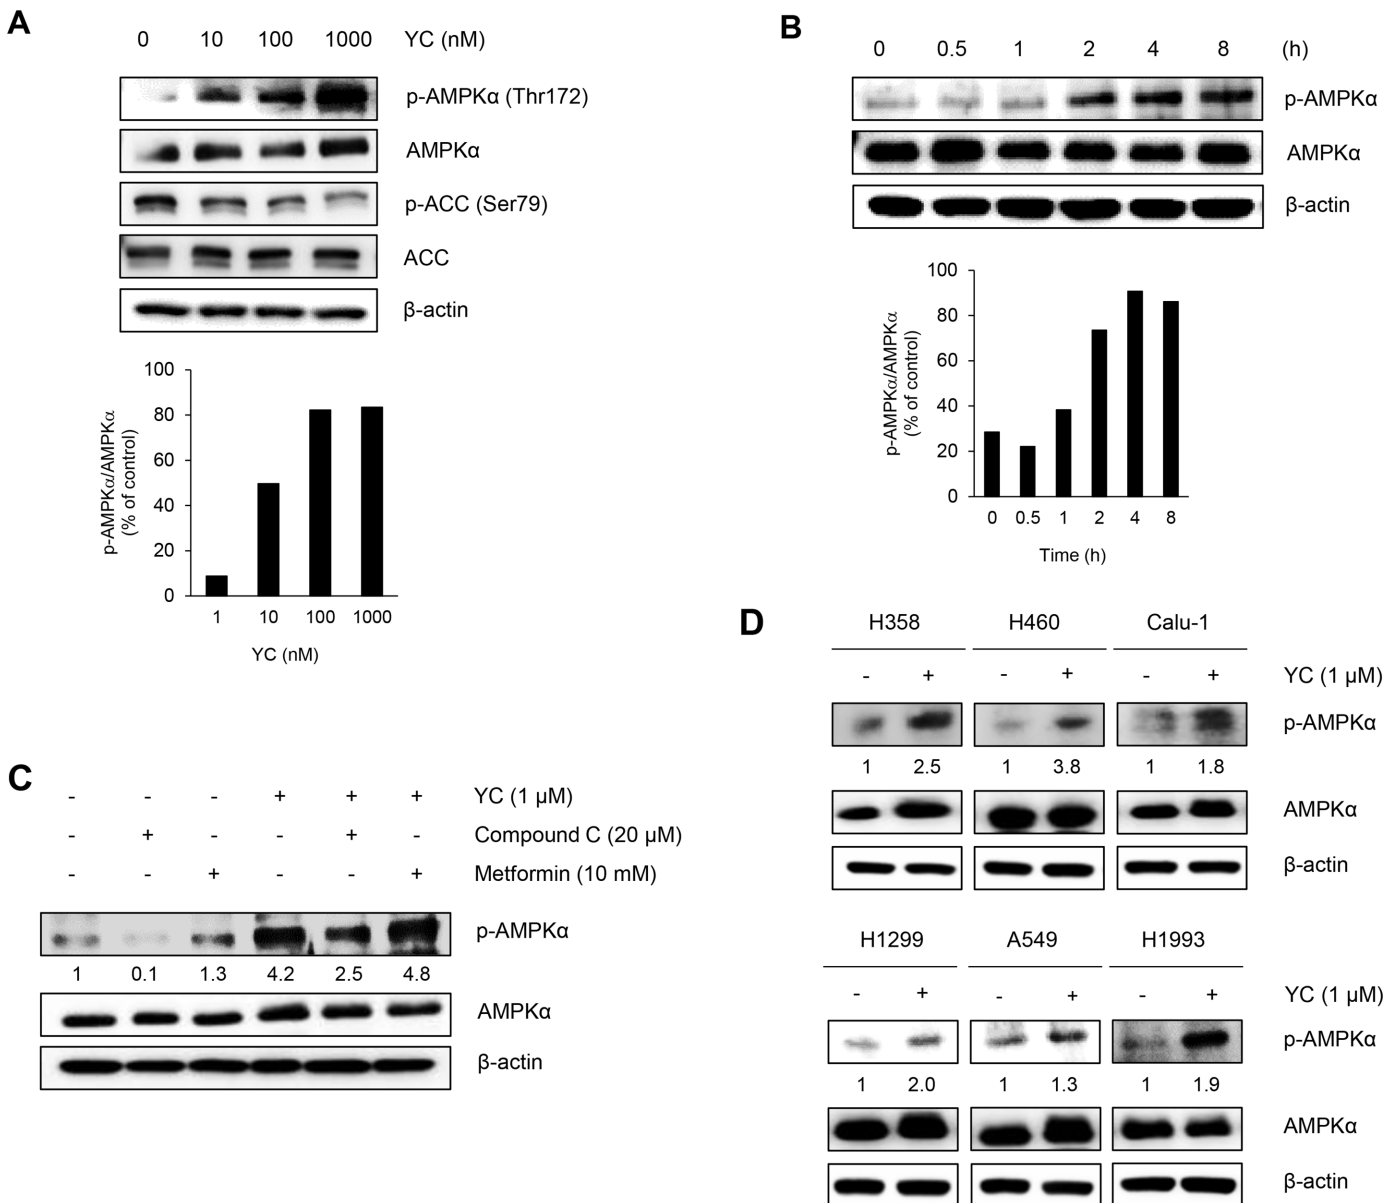 A
0 10 100 1000 YC (nM)
p-AMPKα (Thr172)
AMPKα
p-ACC (Ser79)
ACC
β-actin
p-AMPKα/AMPKα
(% of control)
100
80
60
40
20
0
1 10 100 1000
YC (nM)
B
0 0.5 1 2 4 8 (h)
p-AMPKα
AMPKα
β-actin
p-AMPKα/AMPKα
(% of control)
100
80
60
40
20
0
0 0.5 1 2 4 8
Time (h)
C
- - - + + + YC (1 µM)
- + - - + - Compound C (20 µM)
- - + - - + Metformin (10 mM)
p-AMPKα
1 0.1 1.3 4.2 2.5 4.8
AMPKα
β-actin
D
H358 H460 Calu-1
- + - + - + YC (1 µM)
p-AMPKα
1 2.5 1 3.8 1 1.8
AMPKα
β-actin
H1299 A549 H1993
- + - + - + YC (1 µM)
p-AMPKα
1 2.0 1 1.3 1 1.9
AMPKα
β-actin